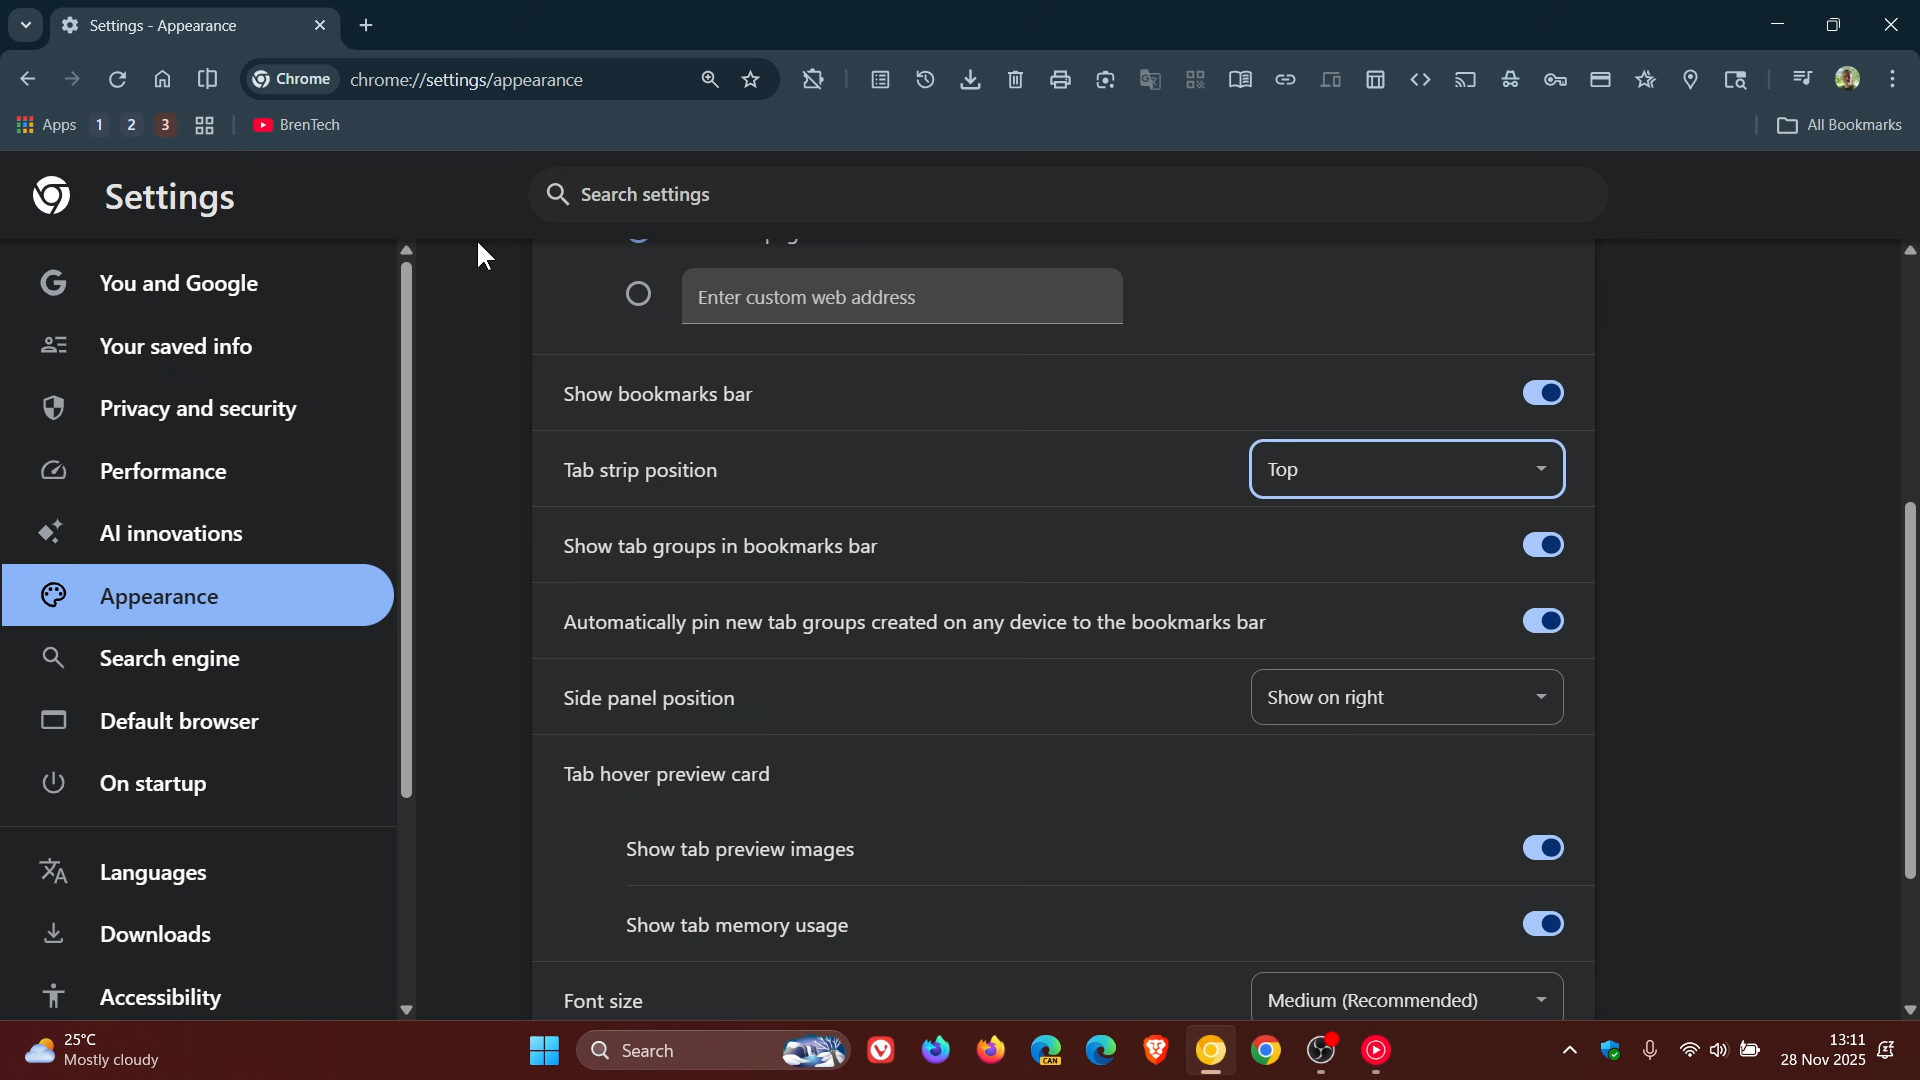 Settings - Appearance
Chrome
chrome://settings/appearance
Apps
1
2
3
BrenTech
All Bookmarks
Settings
Search settings
You and Google
Your saved info
Privacy and security
Performance
AI innovations
Appearance
Search engine
Default browser
On startup
Languages
Downloads
Accessibility
Enter custom web address
Show bookmarks bar
Tab strip position
Top
Show tab groups in bookmarks bar
Automatically pin new tab groups created on any device to the bookmarks bar
Side panel position
Show on right
Tab hover preview card
Show tab preview images
Show tab memory usage
Font size
Medium (Recommended)
25°C
Mostly cloudy
Search
CAN
13:11
28 Nov 2025